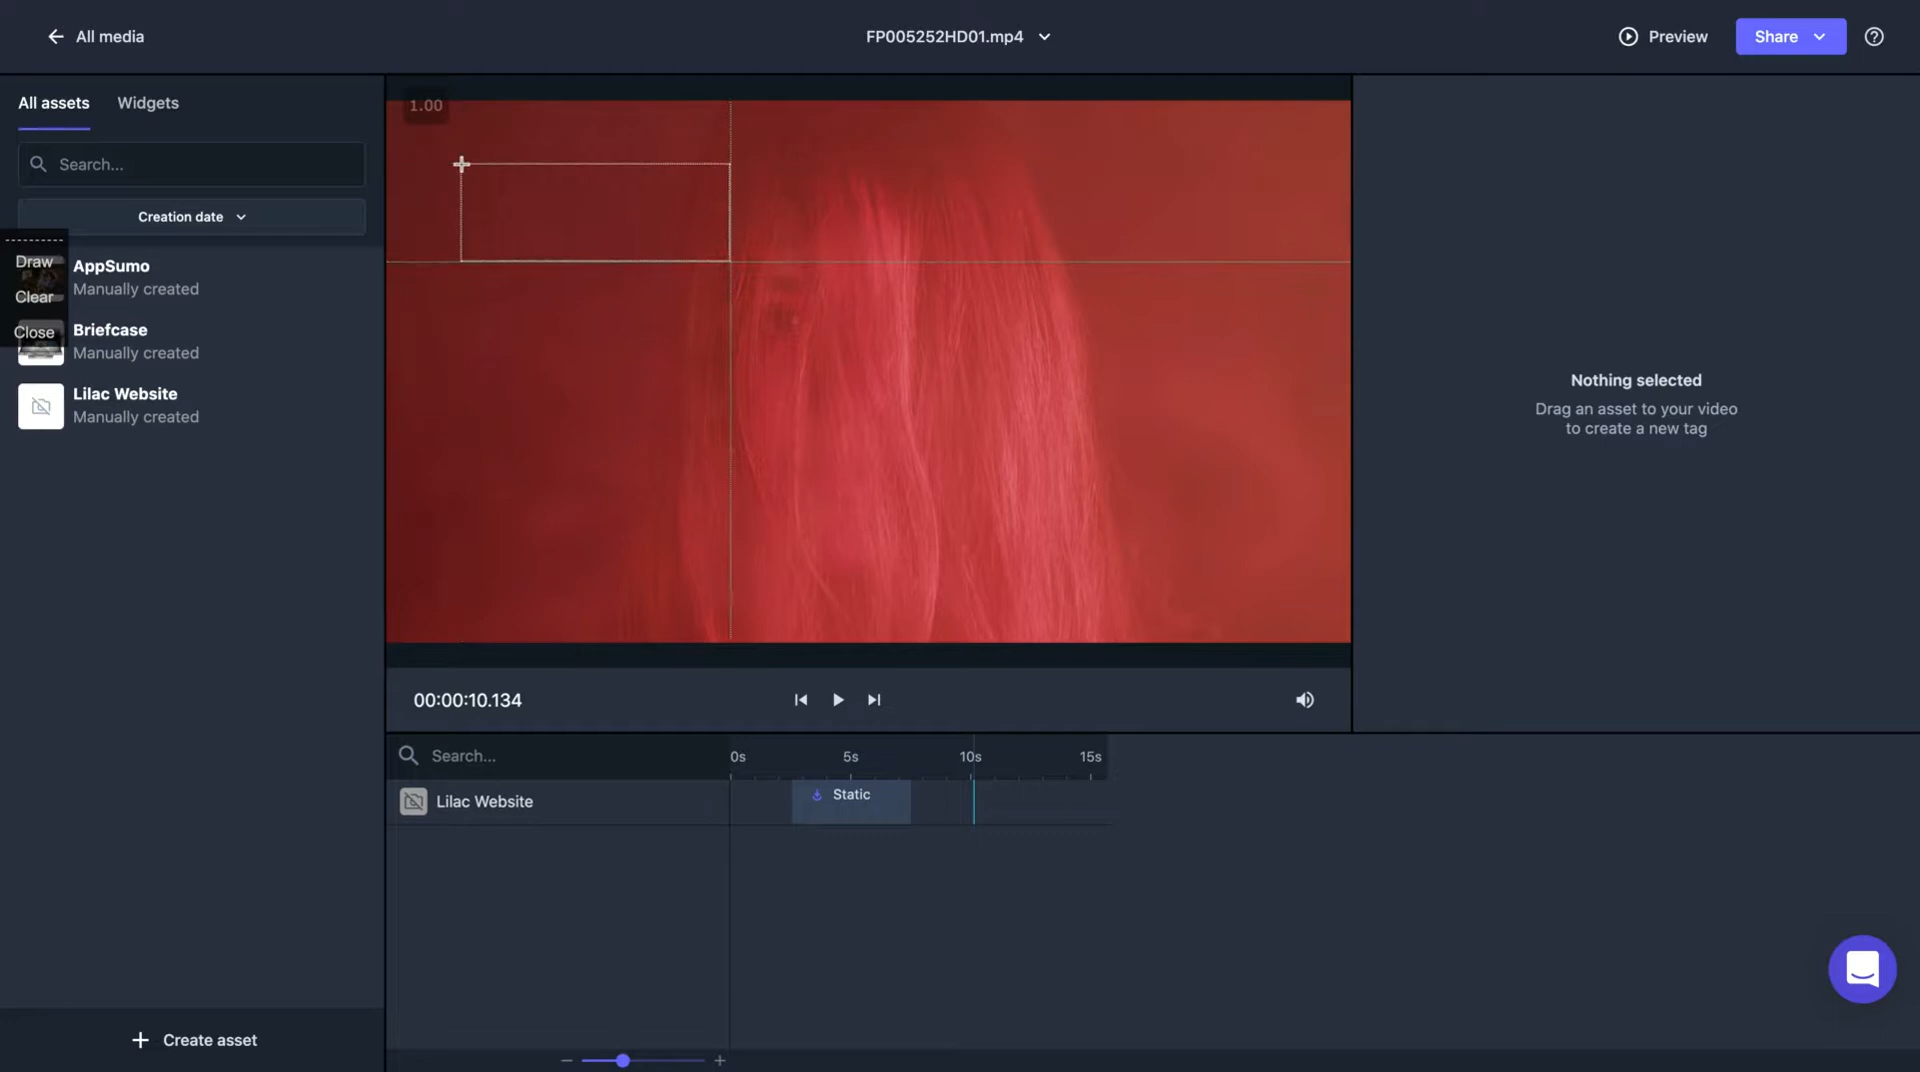 All media
FP005252HD01.mp4
Preview
Share
All assets
Widgets
Search...
Creation date
Draw
Clear
Close
AppSumo
Manually created
Briefcase
Manually created
Lilac Website
Manually created
Create asset
1.00
00:00:10.134
Nothing selected
Drag an asset to your video
to create a new tag
Search...
0s 5s 10s 15s
Lilac Website
Static